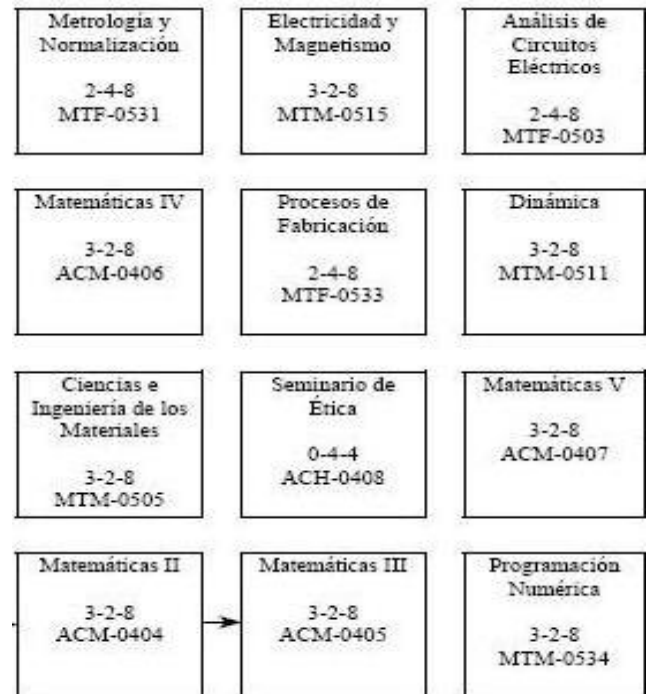 Metrología y
Normalización
2-4-8
MTF-0531
Electricidad y
Magnetismo
3-2-8
MTM-0515
Análisis de
Circuitos
Eléctricos
2-4-8
MTF-0503
Matemáticas IV
3-2-8
ACM-0406
Procesos de
Fabricación
2-4-8
MTF-0533
Dinámica
3-2-8
MTM-0511
Ciencias e
Ingeniería de los
Materiales
3-2-8
MTM-0505
Seminario de
Ética
0-4-4
ACH-0408
Matemáticas V
3-2-8
ACM-0407
Matemáticas II
3-2-8
ACM-0404
Matemáticas III
3-2-8
ACM-0405
Programación
Numérica
3-2-8
MTM-0534